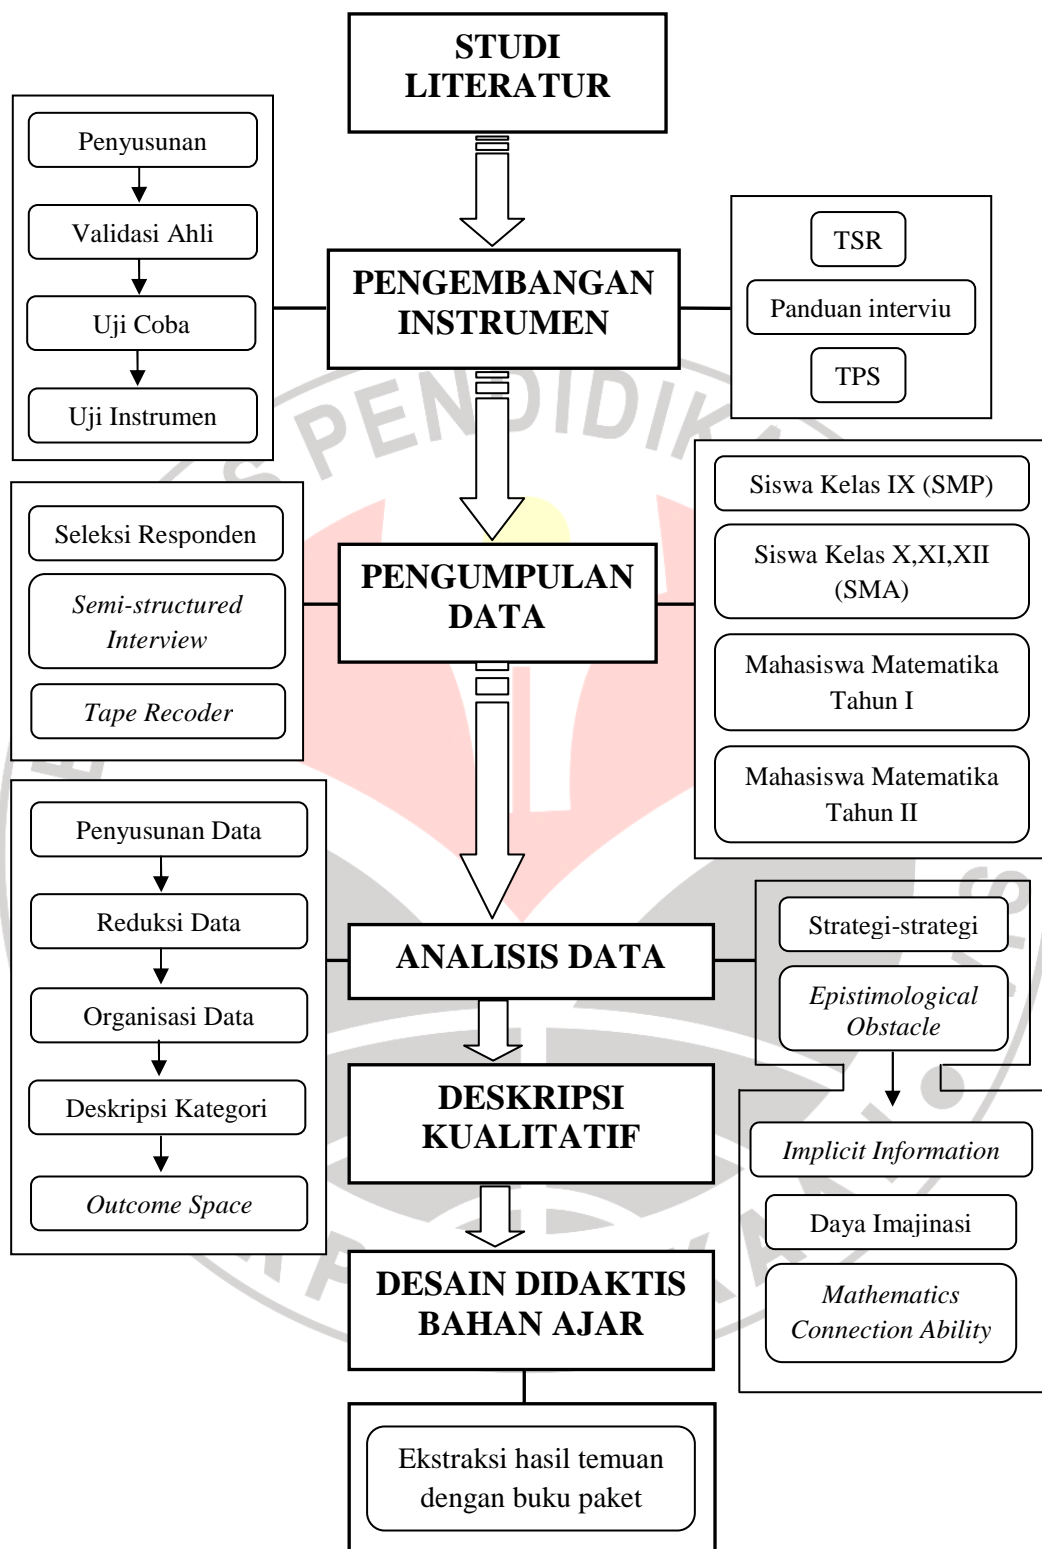 STUDI
LITERATUR
Penyusunan
Validasi Ahli
Uji Coba
Uji Instrumen
PENGEMBANGAN
INSTRUMEN
TSR
Panduan interviu
TPS
Seleksi Responden
Semi-structured
Interview
Tape Recoder
PENGUMPULAN
DATA
Siswa Kelas IX (SMP)
Siswa Kelas X,XI,XII
(SMA)
Mahasiswa Matematika
Tahun I
Mahasiswa Matematika
Tahun II
Penyusunan Data
Reduksi Data
Organisasi Data
Deskripsi Kategori
Outcome Space
ANALISIS DATA
Strategi-strategi
Epistimological
Obstacle
Implicit Information
Daya Imajinasi
Mathematics
Connection Ability
DESKRIPSI
KUALITATIF
DESAIN DIDAKTIS
BAHAN AJAR
Ekstraksi hasil temuan
dengan buku paket